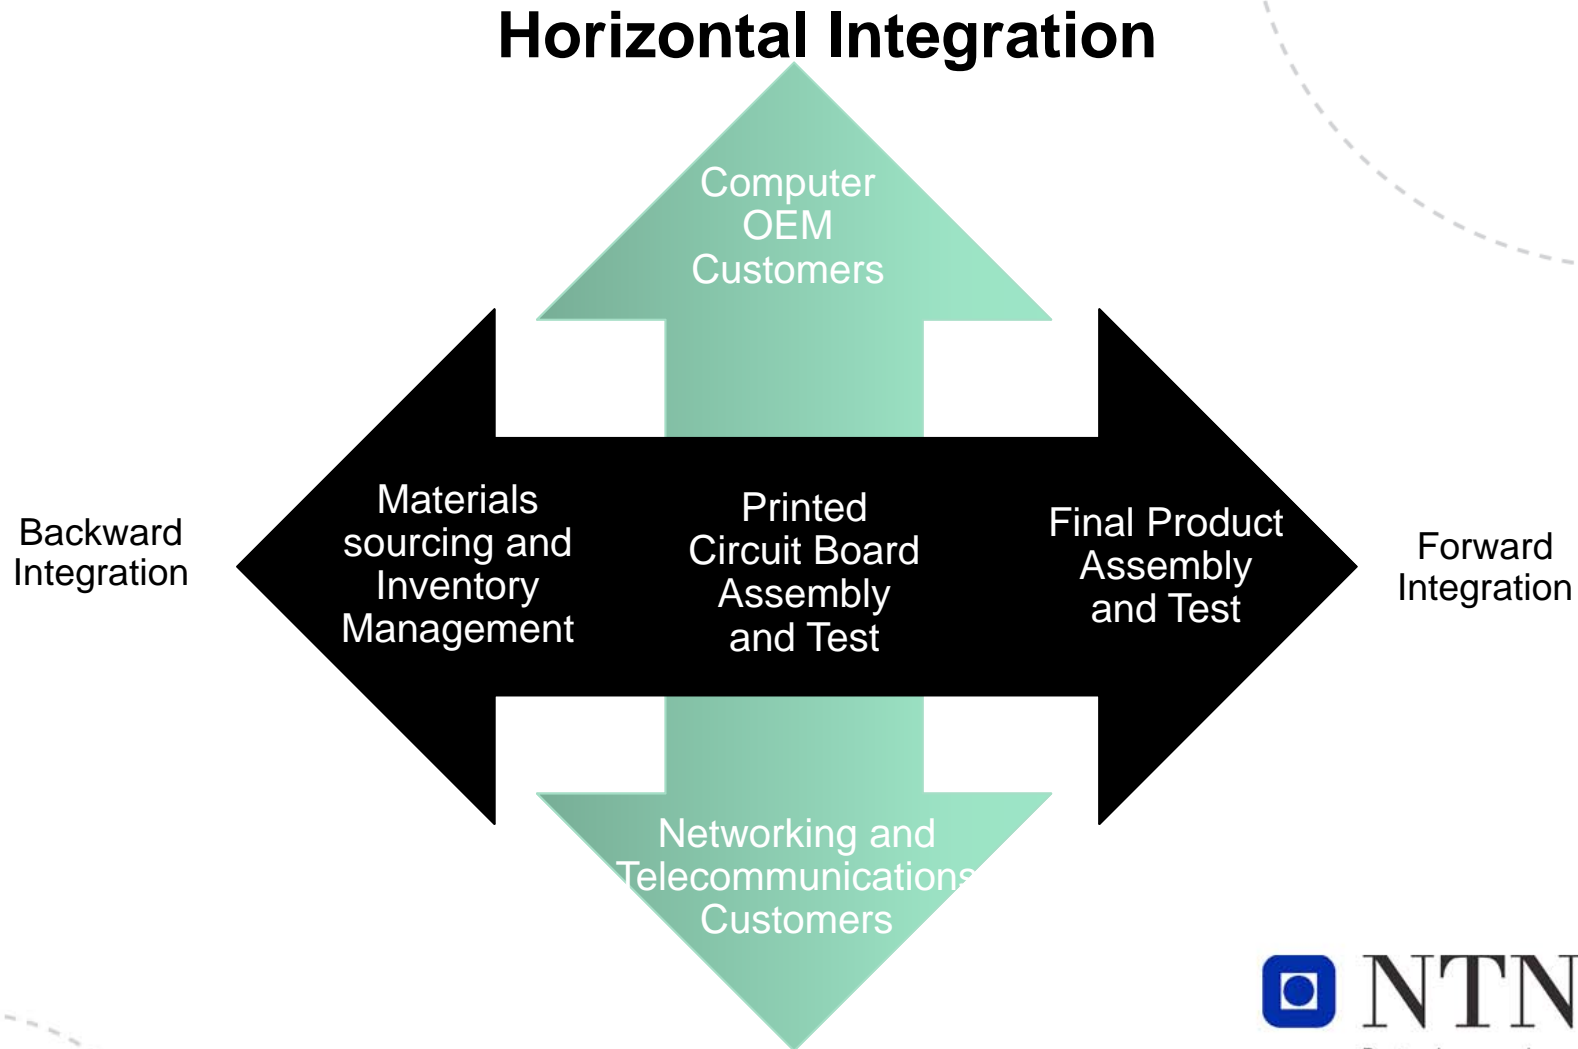 Horizontal Integration
Computer
OEM
Customers
Backward
Integration
Materials
sourcing and
Inventory
Management
Printed
Circuit Board
Assembly
and Test
Final Product
Assembly
and Test
Forward
Integration
Networking and
Telecommunications
Customers
NTN